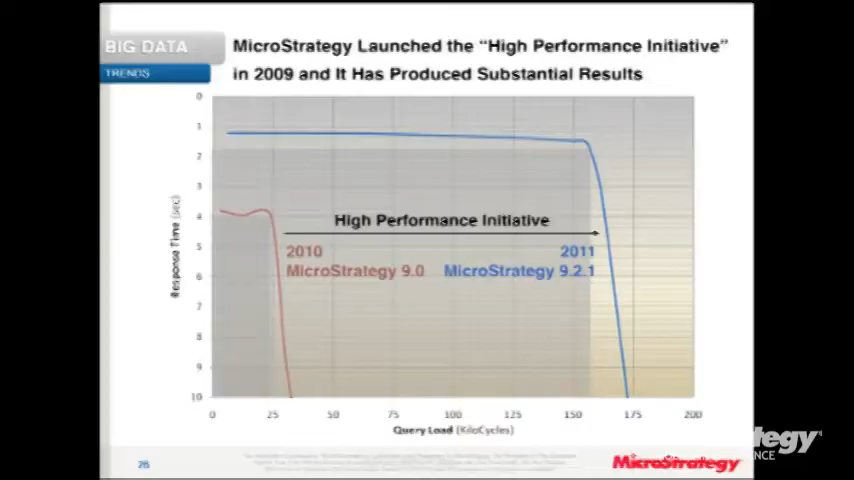 BIG DATA
TRENDS
MicroStrategy Launched the “High Performance Initiative”
in 2009 and It Has Produced Substantial Results
0
1
2
3
4
5
6
7
8
9
10
Response Time (sec)
High Performance Initiative
2010
MicroStrategy 9.0
2011
MicroStrategy 9.2.1
0 25 50 75 100 125 150 175 200
Query Load (KiloCycles)
26
MicroStrategy